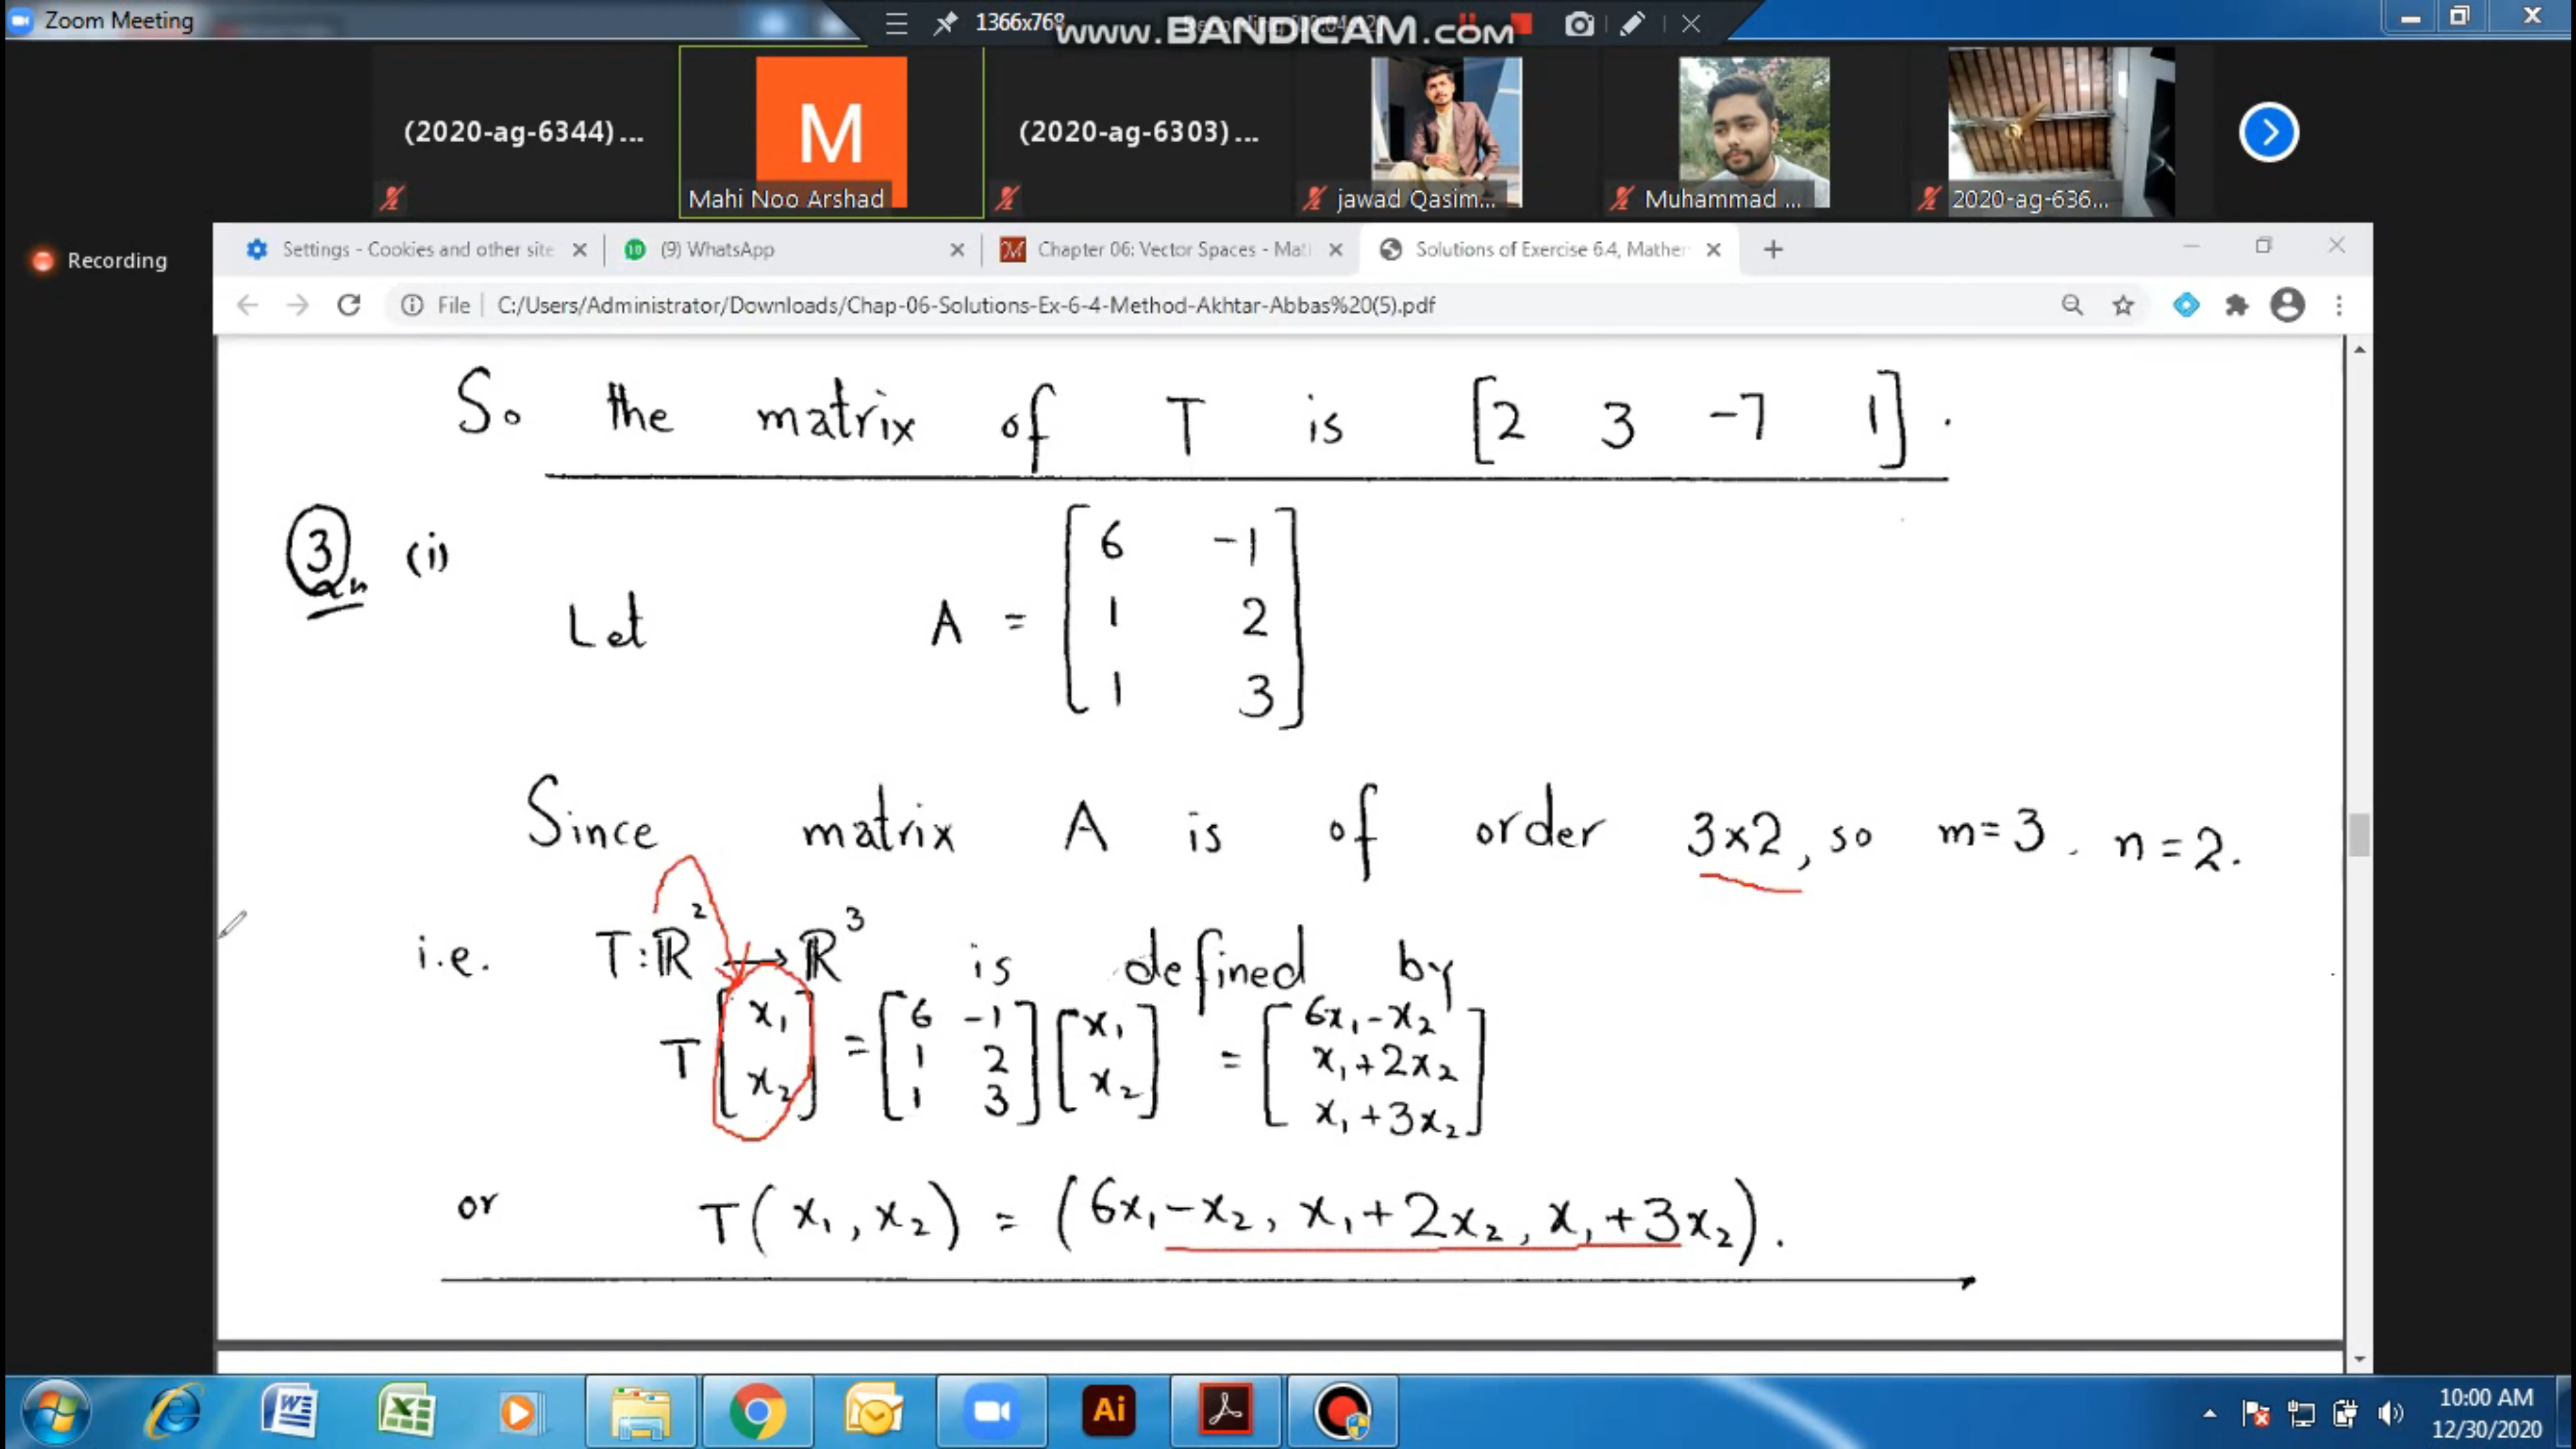 Zoom Meeting
1366x768
www.BANDICAM.com
(2020-ag-6344) ...
M
Mahi Noo Arshad
(2020-ag-6303) ...
jawad Qasim...
Muhammad ...
2020-ag-636...
Recording
Settings - Cookies and other site
(9) WhatsApp
Chapter 06: Vector Spaces - Mat
Solutions of Exercise 6.4, Mather
File | C:/Users/Administrator/Downloads/Chap-06-Solutions-Ex-6-4-Method-Akhtar-Abbas%20(5).pdf
So the matrix of T is [2 3 -7 1].
3 (i)
6 -1
Let A = 1 2
1 3
Since matrix A is of order 3x2, so m=3. n=2.
i.e. T:ℝ² → ℝ³ is defined by
T [x₁ x₂] = [6 -1 1 2 1 3] [x₁ x₂] = [6x₁-x₂ x₁+2x₂ x₁+3x₂]
or T(x₁, x₂) = (6x₁-x₂, x₁+2x₂, x₁+3x₂).
Ai
10:00 AM
12/30/2020